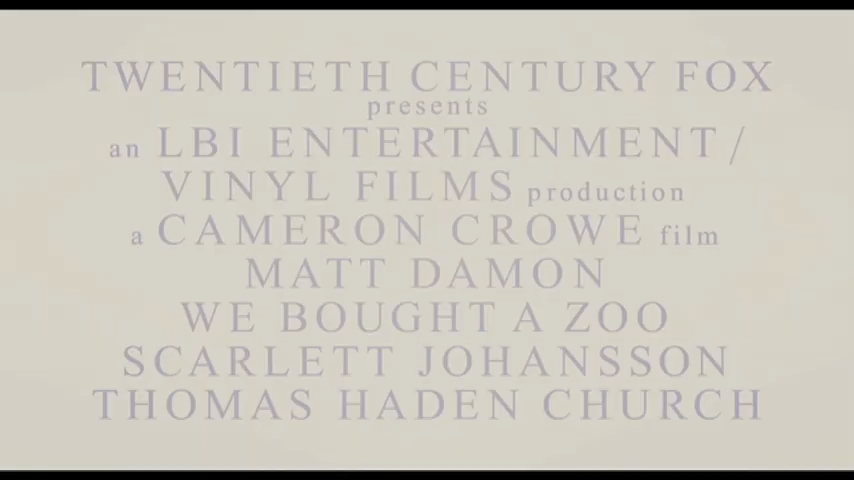 TWENTIETH CENTURY FOX
presents
an LBI ENTERTAINMENT/
VINYL FILMS production
a CAMERON CROWE film
MATT DAMON
WE BOUGHT A ZOO
SCARLETT JOHANSSON
THOMAS HADEN CHURCH